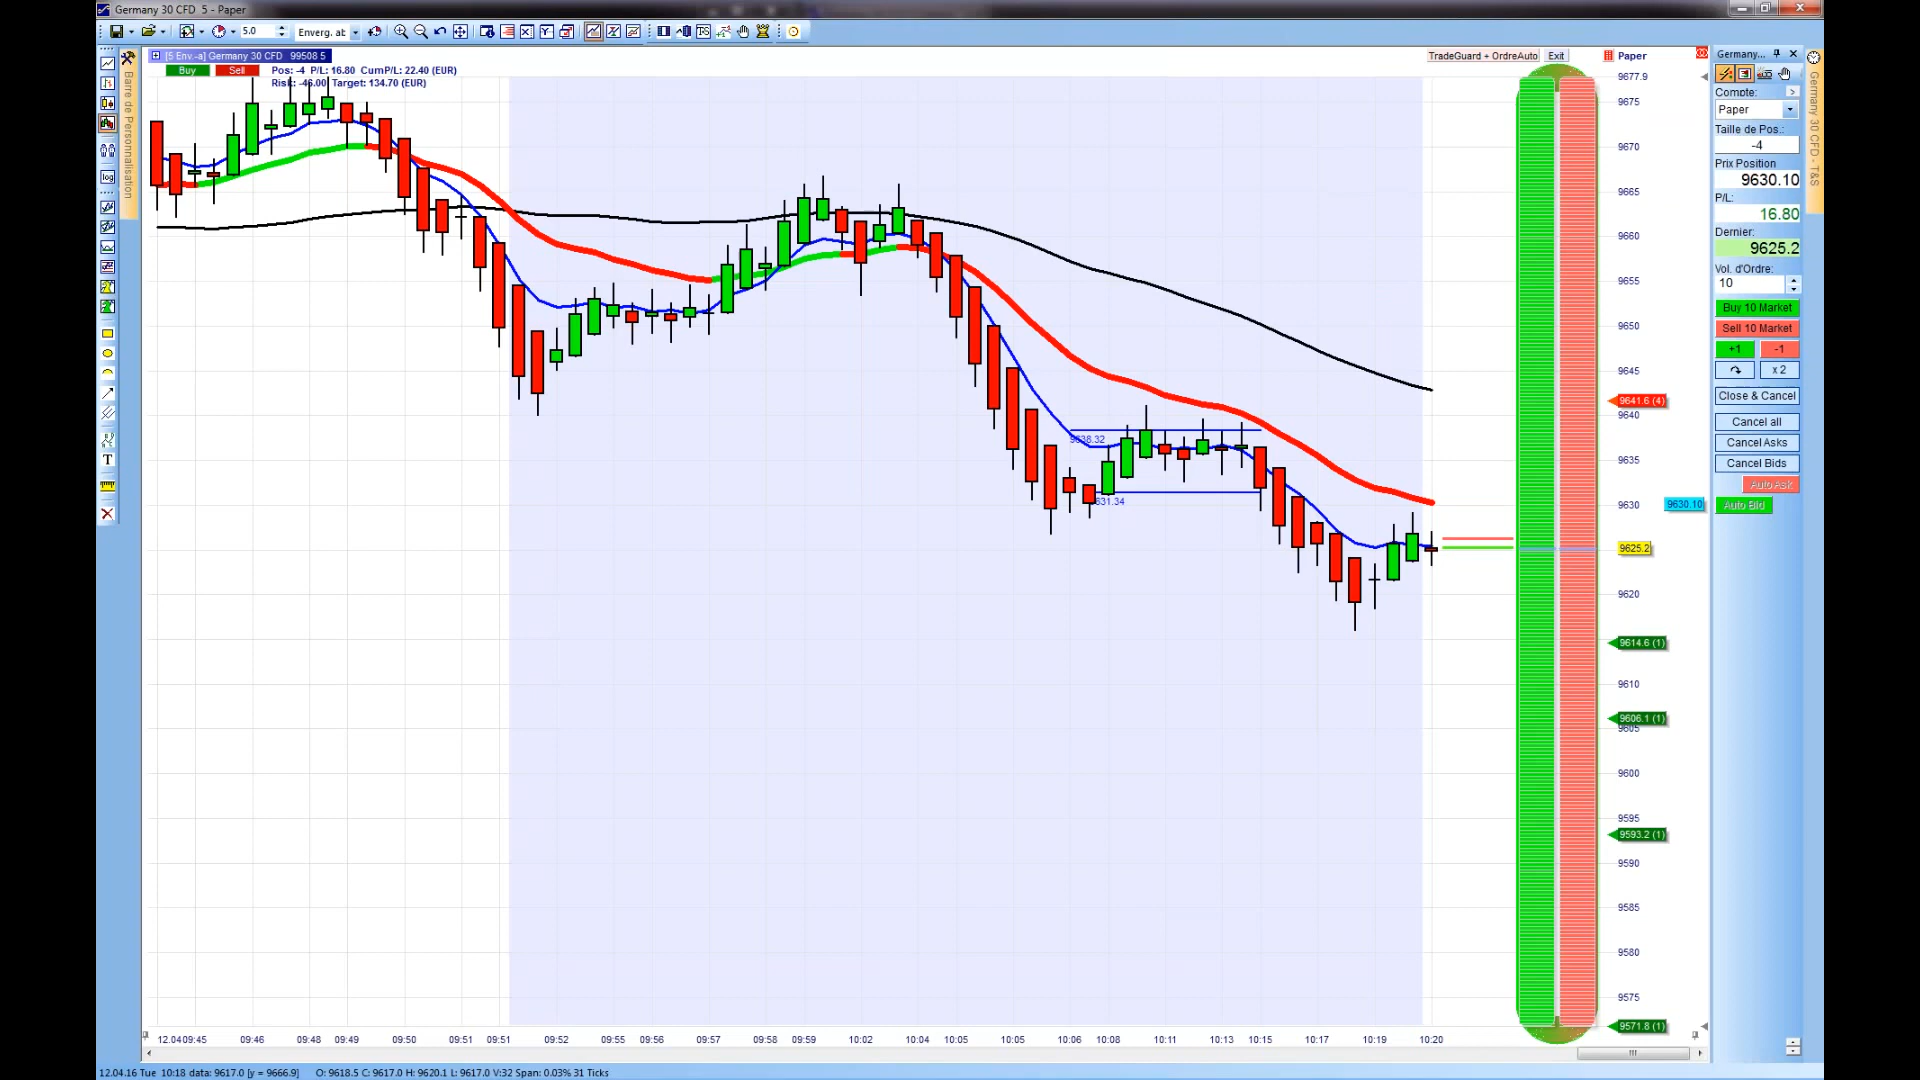 Germany 30 CFD 5 - Paper
5.0
Enverg. at
[5 Env.-a] Germany 30 CFD 99508 5
TradeGuard + OrdreAuto
Exit
Paper
Buy
Sell
Pos: -4 P/L: 16.80 CumP/L: 22.40 (EUR)
Risk: -46.00 Target: 134.70 (EUR)
Barre de Personnalisation
log
T
9638.32
9631.34
9677.9
9675
9670
9665
9660
9655
9650
9645
9641.6 (4)
9640
9635
9630
9630.10
9625.2
9620
9614.6 (1)
9610
9606.1 (1)
9605
9600
9595
9593.2 (1)
9590
9585
9580
9575
9571.8 (1)
Germany...
Compte:
Paper
Taille de Pos.:
-4
Prix Position
9630.10
P/L:
16.80
Dernier:
9625.2
Vol. d'Ordre:
10
Buy 10 Market
Sell 10 Market
+1
-1
x 2
Close & Cancel
Cancel all
Cancel Asks
Cancel Bids
Auto Ask
Auto Bid
Germany 30 CFD - T&S
12.04 09:45 09:46 09:48 09:49 09:50 09:51 09:51 09:52 09:55 09:56 09:57 09:58 09:59 10:02 10:04 10:05 10:05 10:06 10:08 10:11 10:13 10:15 10:17 10:19 10:20
12.04.16 Tue 10:18 data: 9617.0 [y = 9666.9] O: 9618.5 C: 9617.0 H: 9620.1 L: 9617.0 V:32 Span: 0.03% 31 Ticks